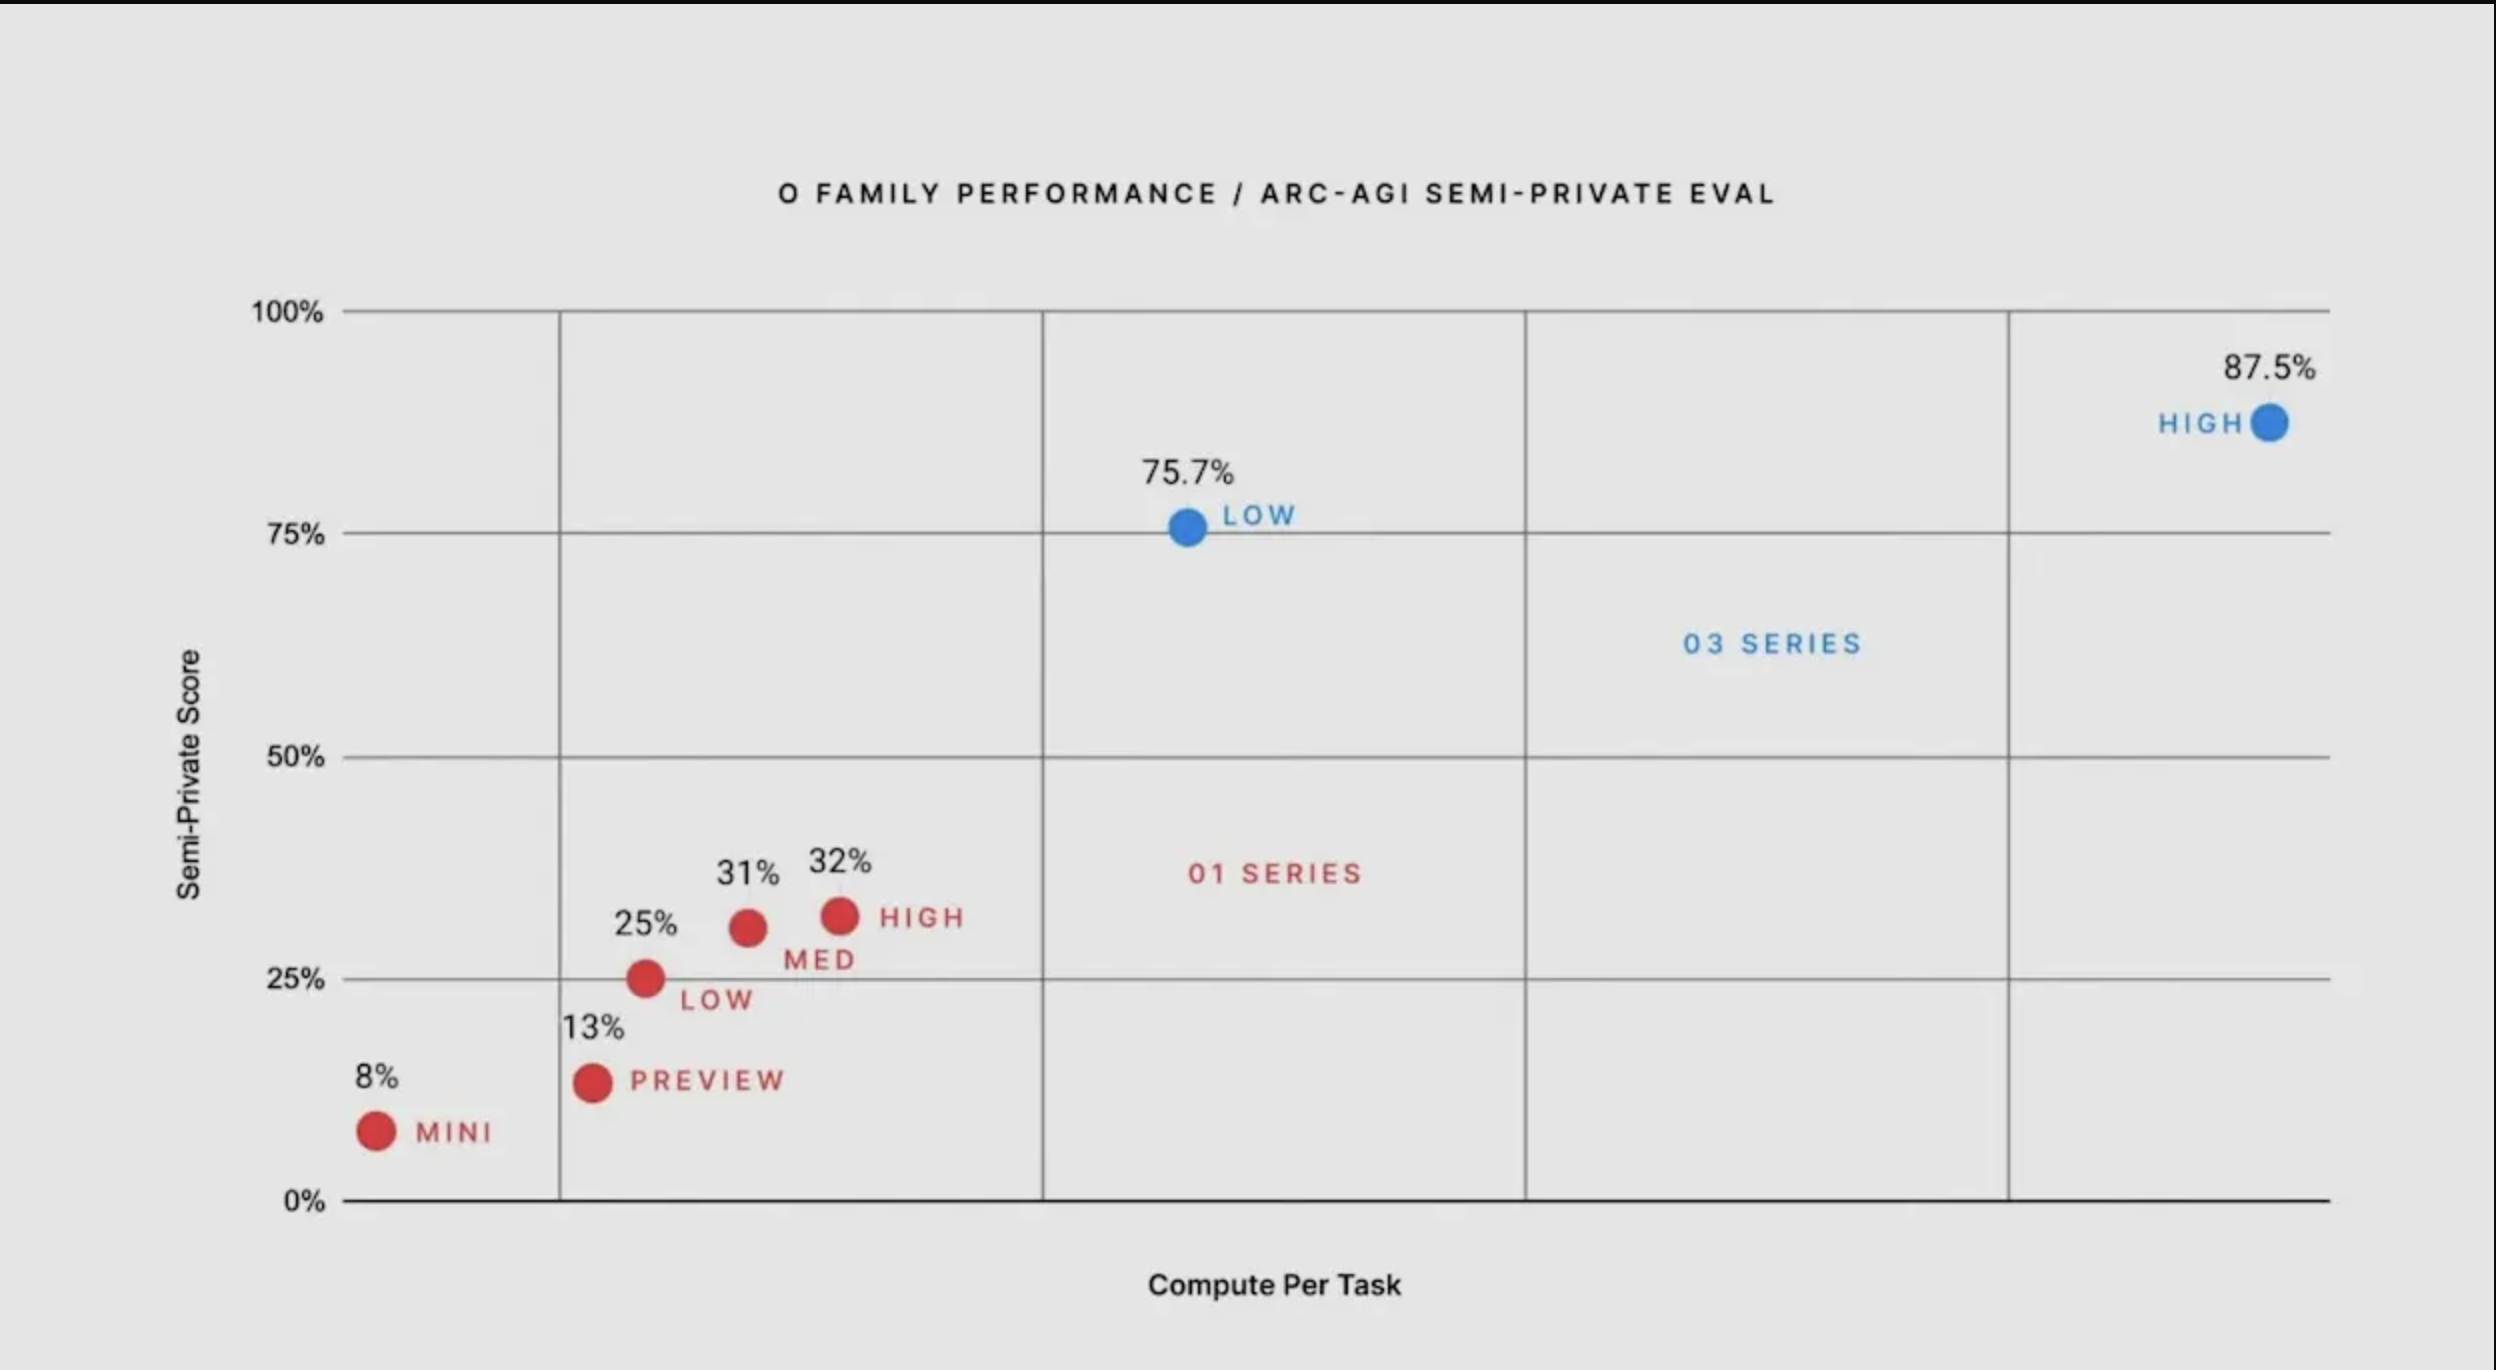 O FAMILY PERFORMANCE / ARC-AGI SEMI-PRIVATE EVAL
100%
87.5%
HIGH
75.7%
LOW
75%
03 SERIES
Semi-Private Score
50%
32%
31%
01 SERIES
HIGH
25%
MED
25%
LOW
13%
8%
PREVIEW
MINI
0%
Compute Per Task